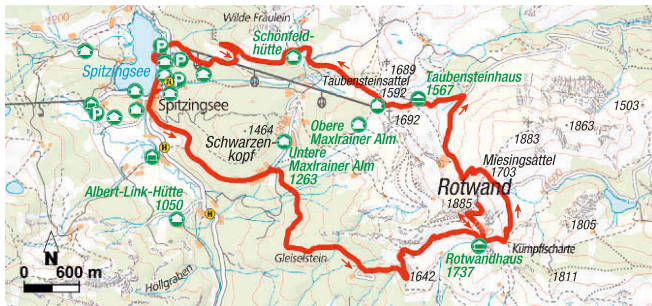 Wilde Fräulein
P
Schönfeld-
hütte
P
Spitzingsee
H
P
Spitzingsee
P
1689
Taubensteinsattel
1592
Taubensteinhaus
1567
1692
1503
Obere
Maxlrainer Alm
1464
Schwarzen-
kopf
Untere
Maxlrainer Alm
1263
1883
1863
Miesingsattel
1703
H
Albert-Link-Hütte
1050
H
Rotwand
1885
1805
Gleiselstein
Rotwandhaus
1737
Kümpflscharte
1642
1811
Höllgraben
N
0 600 m